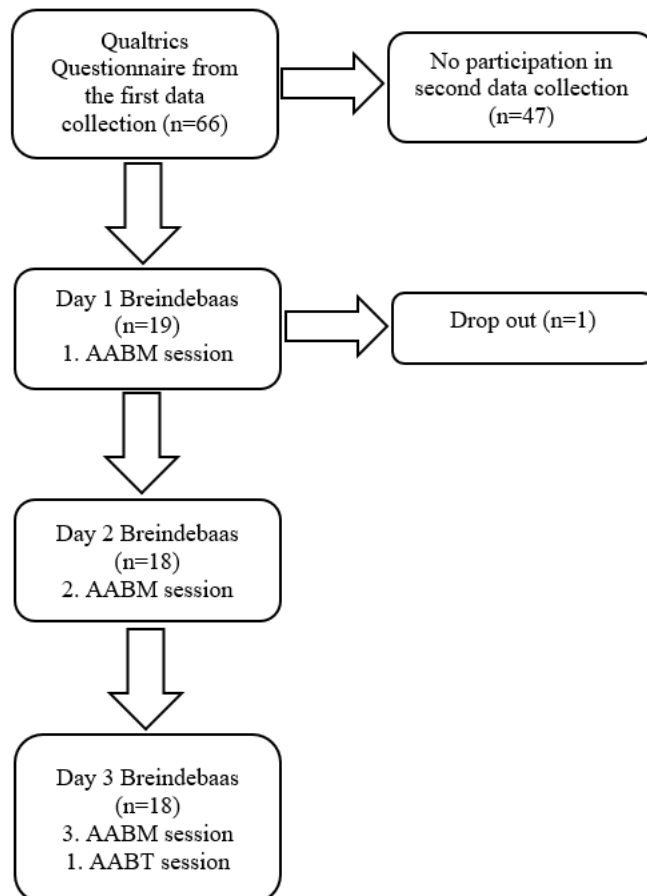 Qualtrics
Questionnaire from
the first data
collection (n=66)
No participation in
second data collection
(n=47)
Day 1 Breindebaas
(n=19)
1. AABM session
Drop out (n=1)
Day 2 Breindebaas
(n=18)
2. AABM session
Day 3 Breindebaas
(n=18)
3. AABM session
1. AABT session